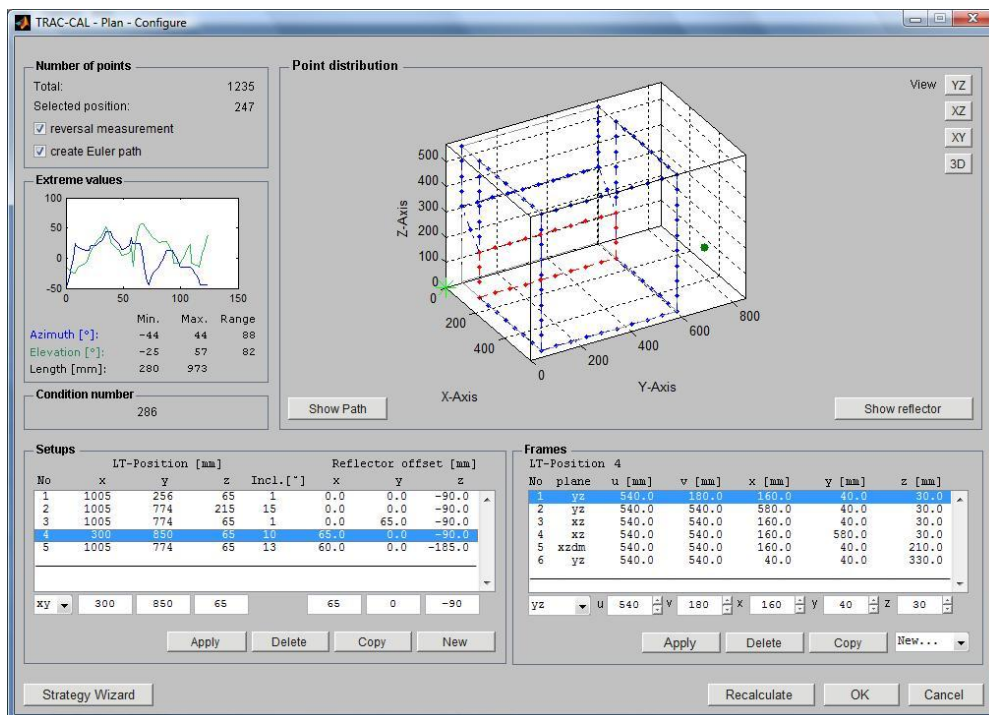 TRAC-CAL - Plan - Configure
Number of points
Total: 1235
Selected position: 247
reversal measurement
create Euler path
Extreme values
100
50
0
-50
0 50 100 150
Min. Max. Range
Azimuth [°]: -44 44 88
Elevation [°]: -25 57 82
Length [mm]: 280 973
Condition number
286
Point distribution
View YZ
XZ
XY
3D
500
400
300
200
100
0
Z-Axis
0
200
400
X-Axis
0
200
400
600
800
Y-Axis
Show Path
Show reflector
Setups
LT-Position [mm] Reflector offset [mm]
No x y z Incl.[°] x y z
1 1005 256 65 1 0.0 0.0 -90.0
2 1005 774 215 15 0.0 0.0 -90.0
3 1005 774 65 1 0.0 65.0 -90.0
4 300 850 65 10 65.0 0.0 -90.0
5 1005 774 65 13 60.0 0.0 -185.0
xy 300 850 65 65 0 -90
Apply Delete Copy New
Frames
LT-Position 4
No plane u [mm] v [mm] x [mm] y [mm] z [mm]
1 yz 540.0 180.0 160.0 40.0 30.0
2 yz 540.0 540.0 580.0 40.0 30.0
3 xz 540.0 540.0 160.0 40.0 30.0
4 xz 540.0 540.0 160.0 580.0 30.0
5 xzdm 540.0 540.0 160.0 40.0 210.0
6 yz 540.0 540.0 40.0 40.0 330.0
yz u 540 v 180 x 160 y 40 z 30
Apply Delete Copy New...
Strategy Wizard
Recalculate OK Cancel